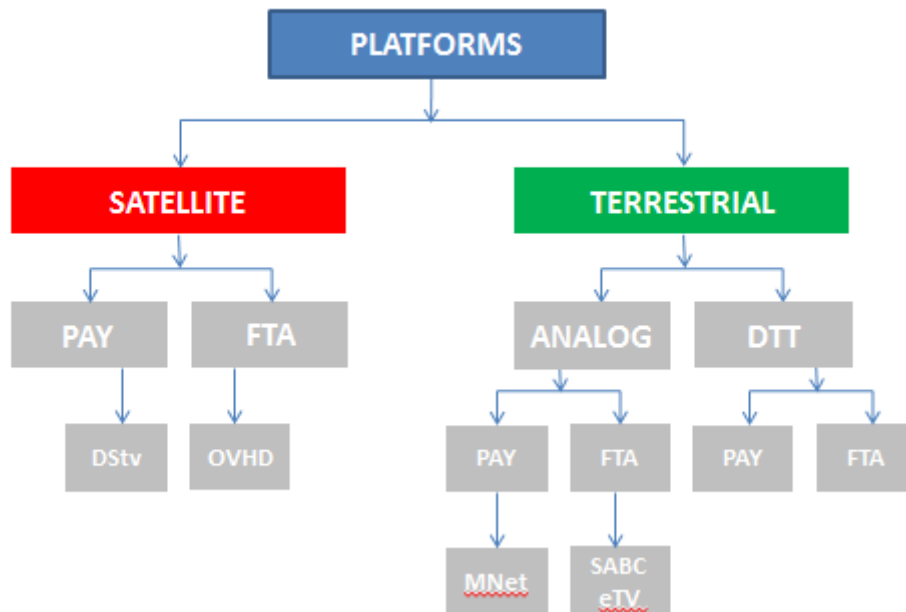 PLATFORMS
SATELLITE
TERRESTRIAL
PAY
FTA
ANALOG
DTT
DStv
OVHD
PAY
FTA
PAY
FTA
MNet
SABC
eTV